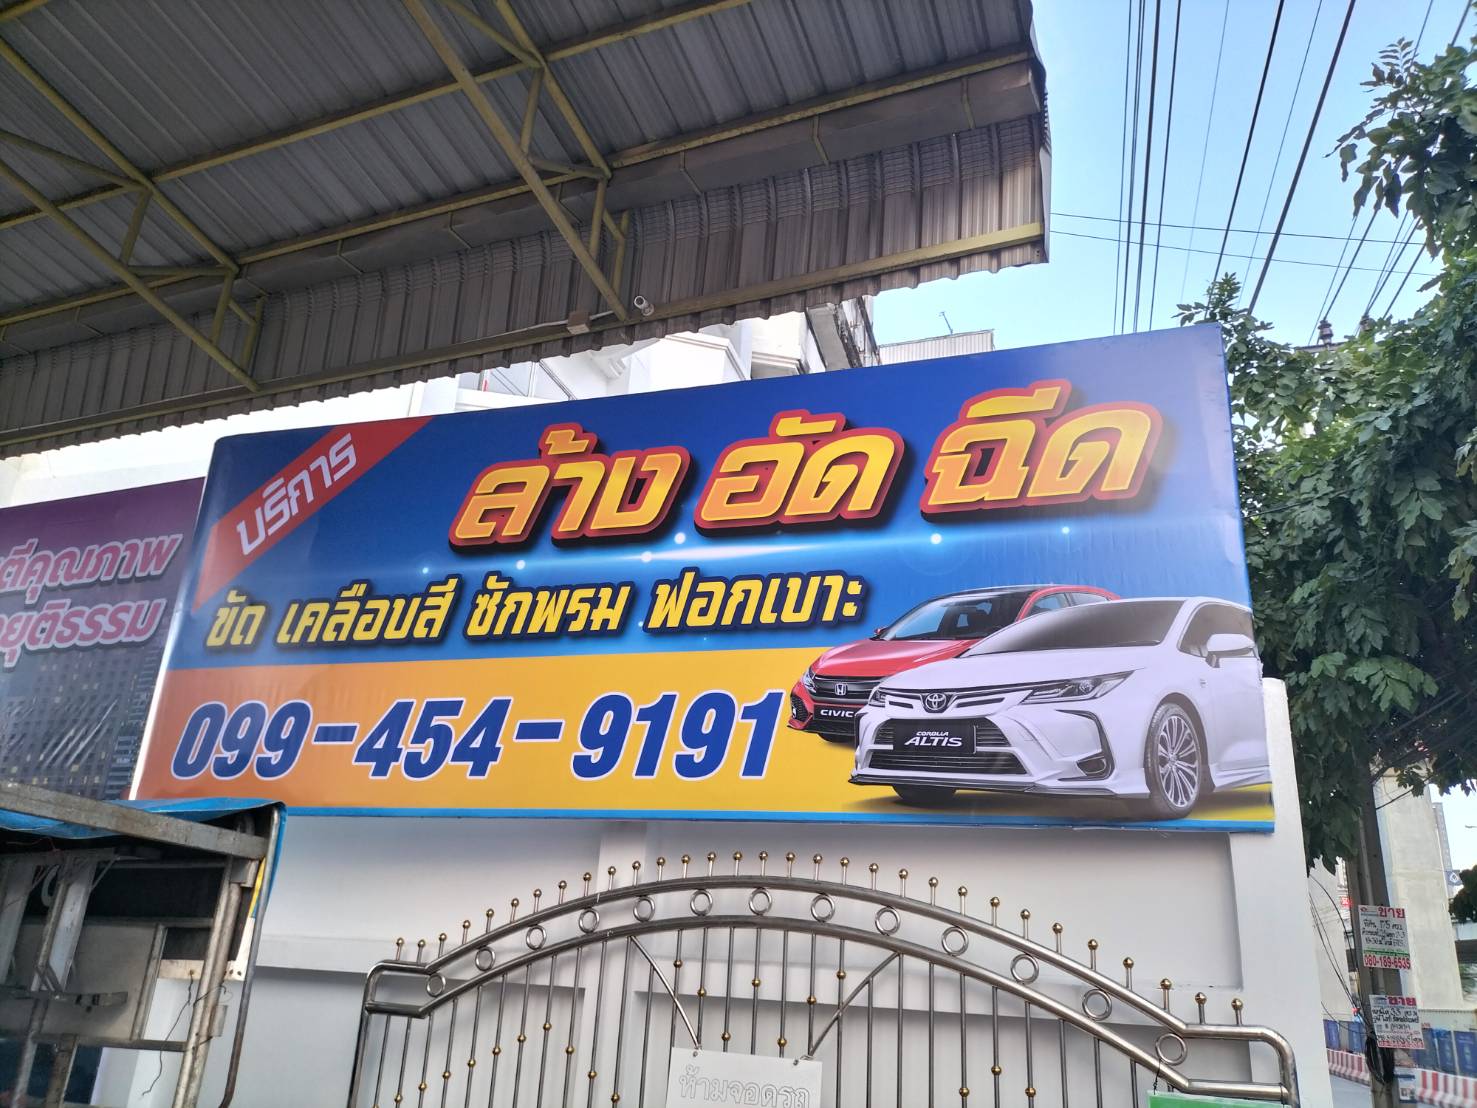 บริการ
ล้าง อัด ฉีด
ขัด เคลือบสี ซักพรม ฟอกเบาะ
099-454-9191
CIVIC
COROLLA
ALTIS
คุณภาพ
ยุติธรรม
ห้ามจอดรถ
ขาย
080-189-6535
ขาย